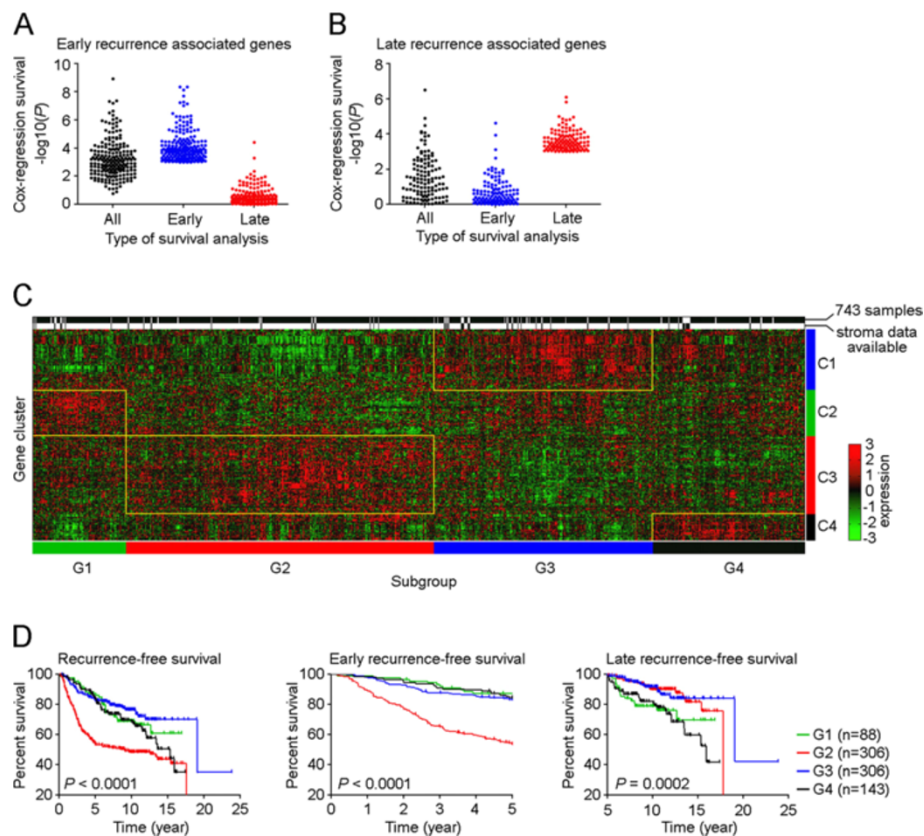 A
Early recurrence associated genes
Cox-regression survival
-log10(P)
10
8
6
4
2
0
All Early Late
Type of survival analysis
B
Late recurrence associated genes
Cox-regression survival
-log10(P)
8
6
4
2
0
All Early Late
Type of survival analysis
C
743 samples
stroma data
available
Gene cluster
C1
C2
C3
C4
3
2
1
0
-1
-2
-3
expression
G1 G2 G3 G4
Subgroup
D
Recurrence-free survival
Percent survival
100
80
60
40
20
P < 0.0001
0 5 10 15 20 25
Time (year)
Early recurrence-free survival
Percent survival
100
80
60
40
20
P < 0.0001
0 1 2 3 4 5
Time (year)
Late recurrence-free survival
Percent survival
100
80
60
40
20
P = 0.0002
5 10 15 20 25
Time (year)
G1 (n=88)
G2 (n=306)
G3 (n=306)
G4 (n=143)